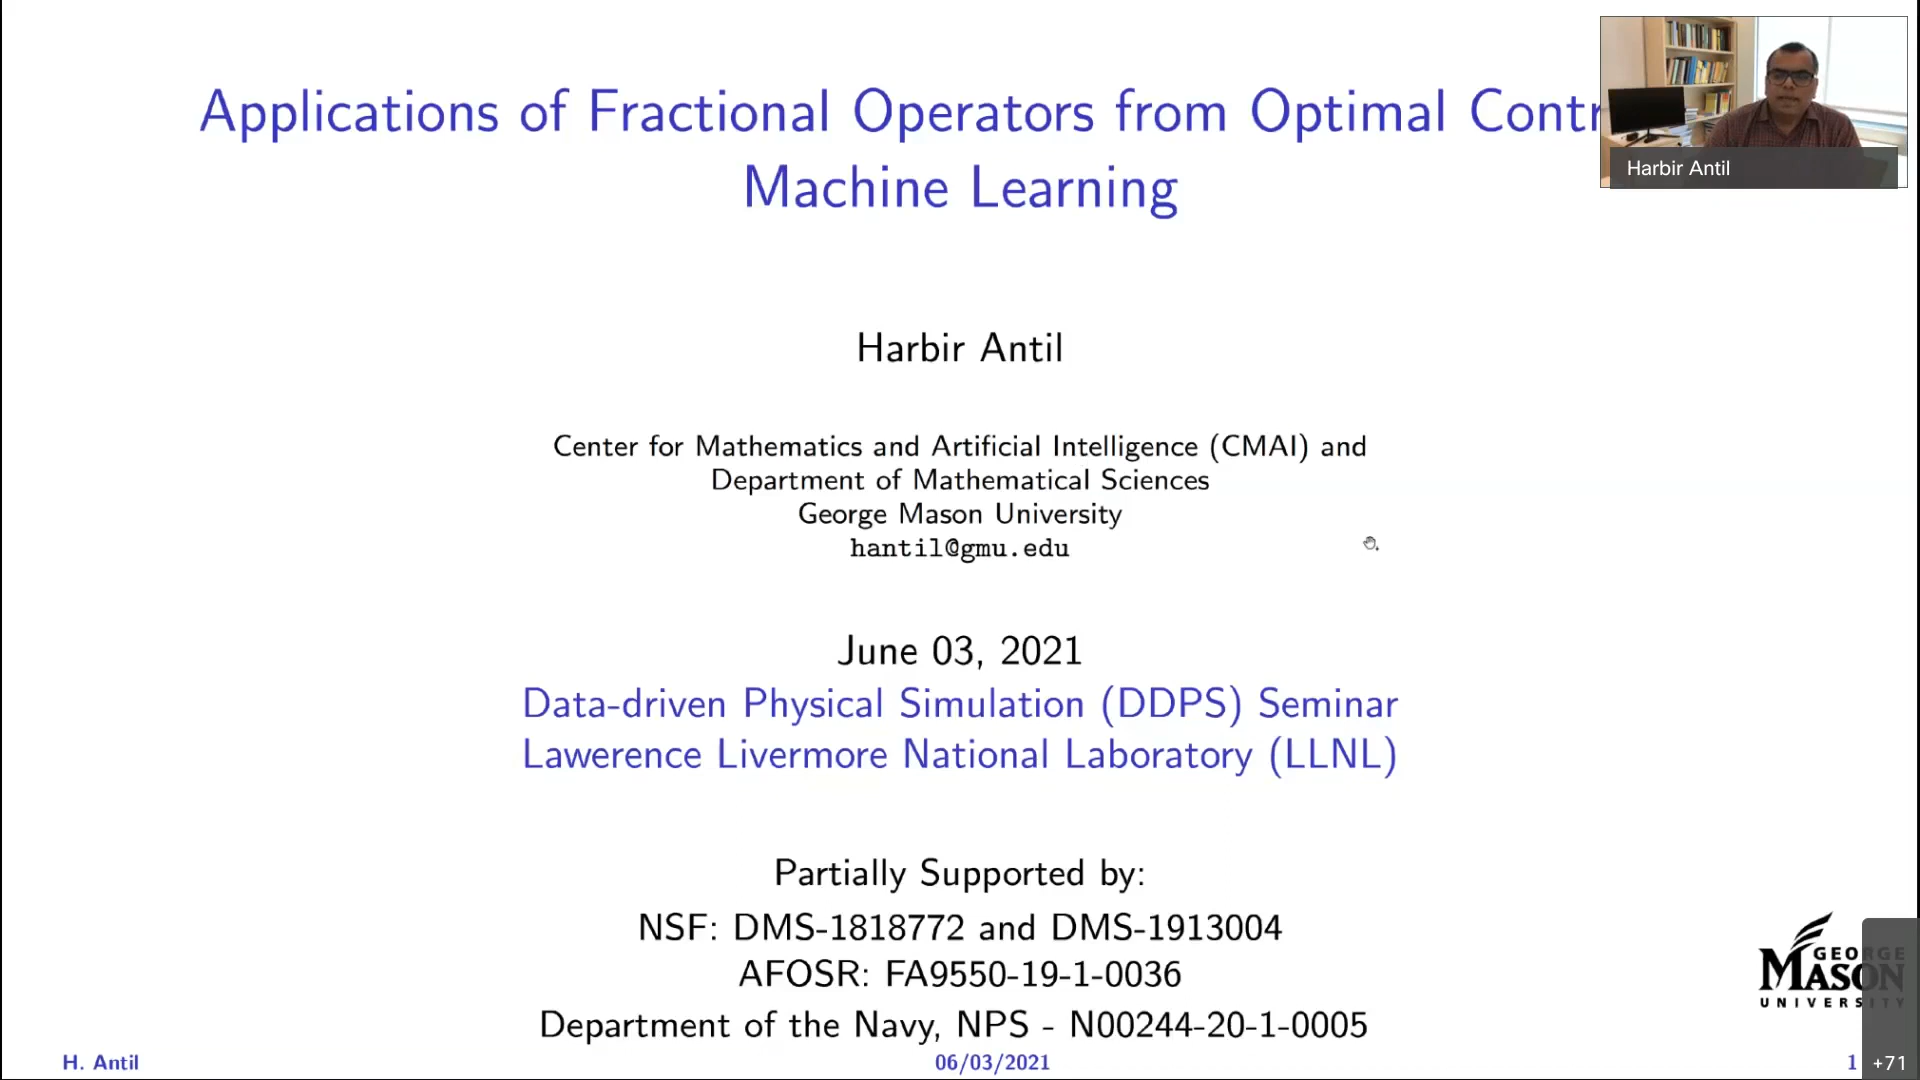 Applications of Fractional Operators from Optimal Contr
Machine Learning
Harbir Antil
Harbir Antil
Center for Mathematics and Artificial Intelligence (CMAI) and
Department of Mathematical Sciences
George Mason University
hantil@gmu.edu
June 03, 2021
Data-driven Physical Simulation (DDPS) Seminar
Lawerence Livermore National Laboratory (LLNL)
Partially Supported by:
NSF: DMS-1818772 and DMS-1913004
AFOSR: FA9550-19-1-0036
Department of the Navy, NPS - N00244-20-1-0005
GEORGE
MASON
UNIVERSITY
H. Antil
06/03/2021
1
+71